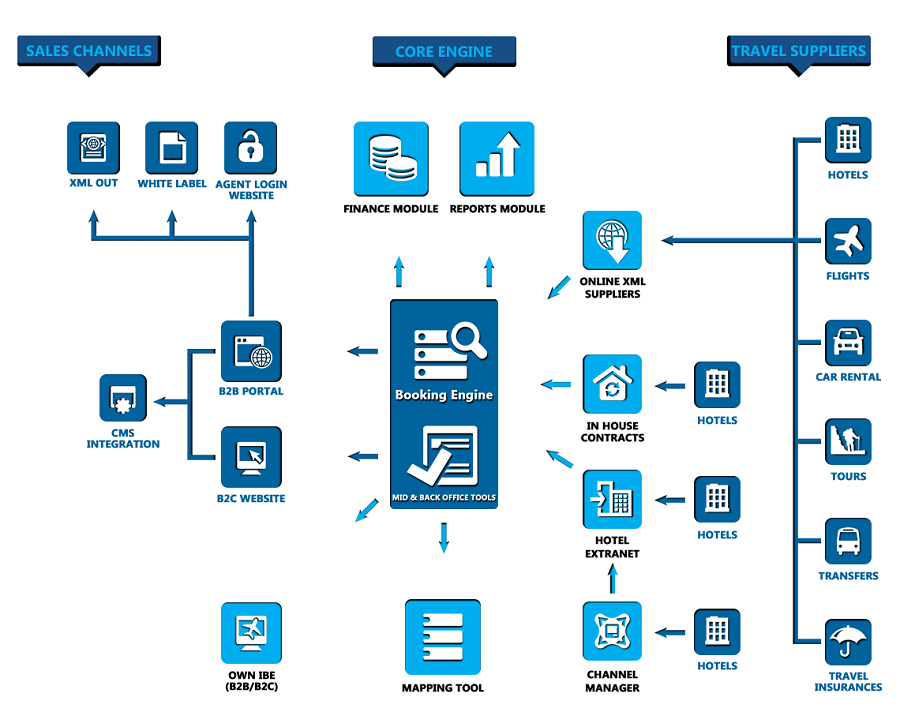 SALES CHANNELS
CORE ENGINE
TRAVEL SUPPLIERS
XML OUT
WHITE LABEL
AGENT LOGIN
WEBSITE
FINANCE MODULE
REPORTS MODULE
HOTELS
ONLINE XML
SUPPLIERS
FLIGHTS
B2B PORTAL
Booking Engine
CAR RENTAL
CMS
INTEGRATION
IN HOUSE
CONTRACTS
HOTELS
B2C WEBSITE
MID & BACK OFFICE TOOLS
TOURS
HOTEL
EXTRANET
HOTELS
TRANSFERS
OWN IBE
(B2B/B2C)
MAPPING TOOL
CHANNEL
MANAGER
HOTELS
TRAVEL
INSURANCES